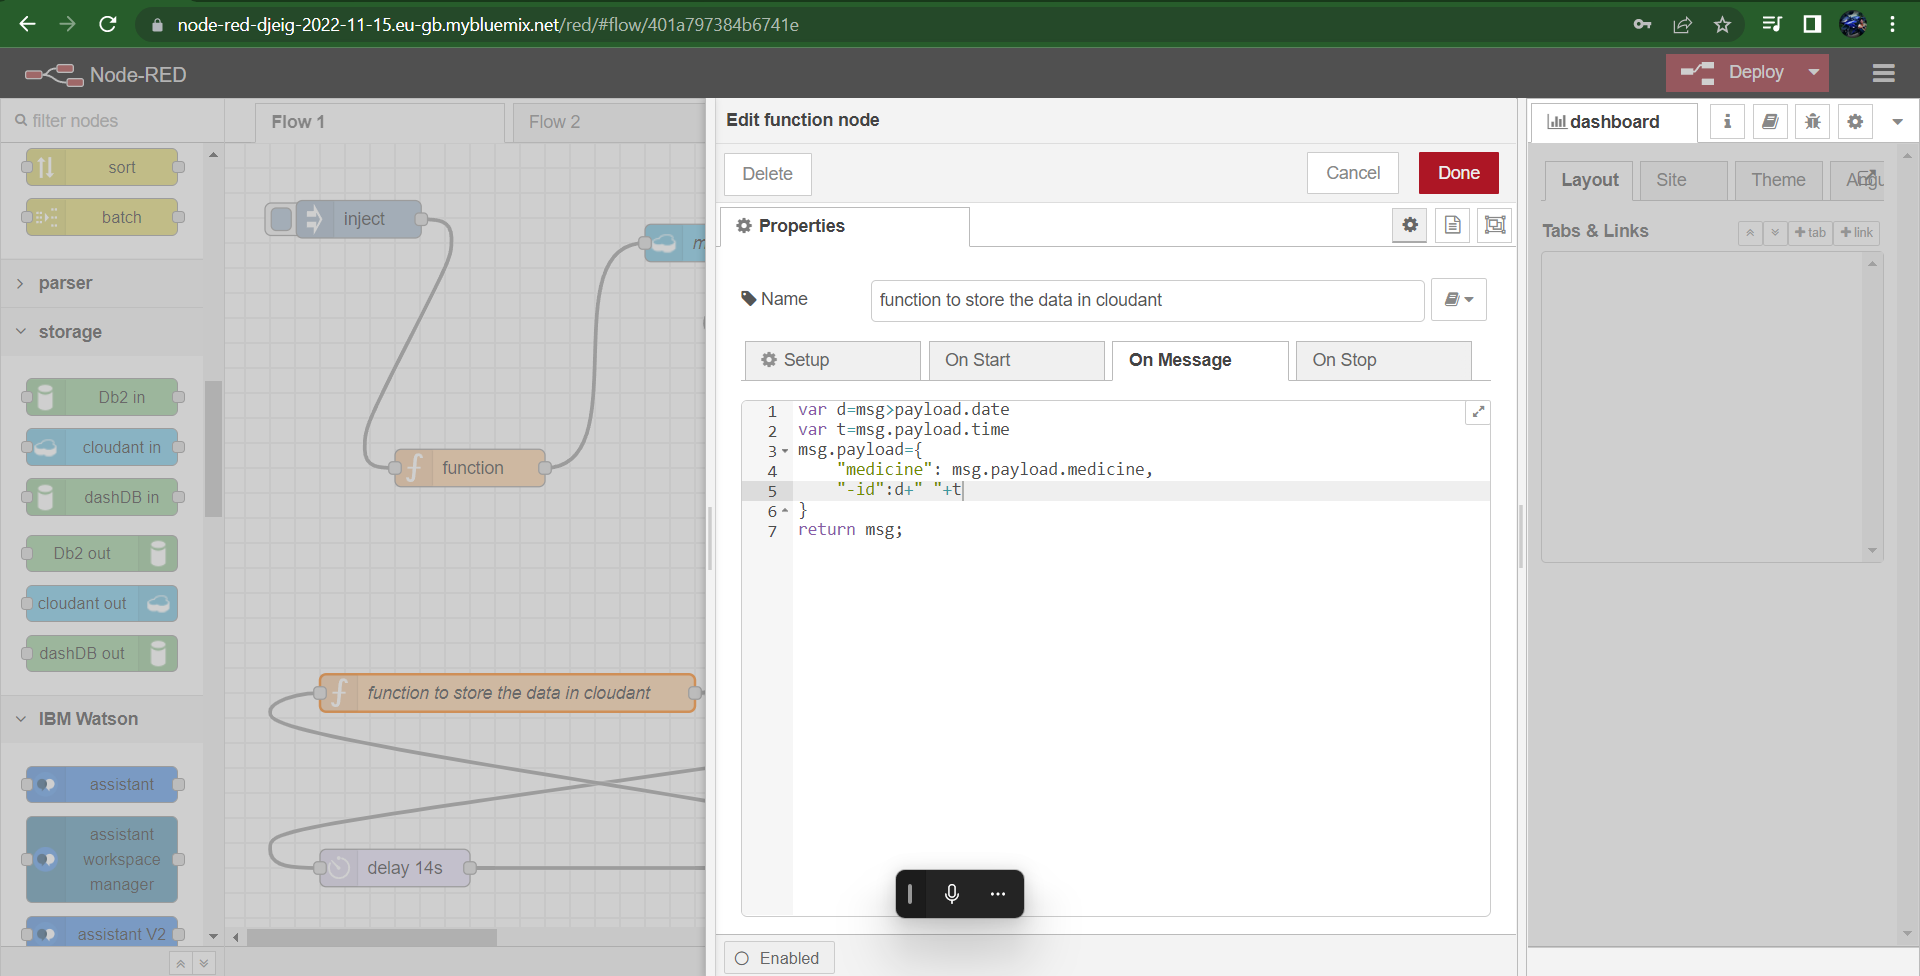 node-red-djeig-2022-11-15.eu-gb.mybluemix.net/red/#flow/401a797384b6741e
Node-RED
Deploy
filter nodes
sort
batch
parser
storage
Db2 in
cloudant in
dashDB in
Db2 out
cloudant out
dashDB out
IBM Watson
assistant
assistant
workspace
manager
assistant V2
Flow 1
Flow 2
inject
m
function
function to store the data in cloudant
delay 14s
Edit function node
Delete
Cancel
Done
Properties
Name
function to store the data in cloudant
Setup
On Start
On Message
On Stop
1 var d=msg>payload.date
2 var t=msg.payload.time
3 msg.payload={
4 "medicine": msg.payload.medicine,
5 "-id":d+" "+t
6 }
7 return msg;
Enabled
dashboard
Layout
Site
Theme
Angu
Tabs & Links
+tab
+link